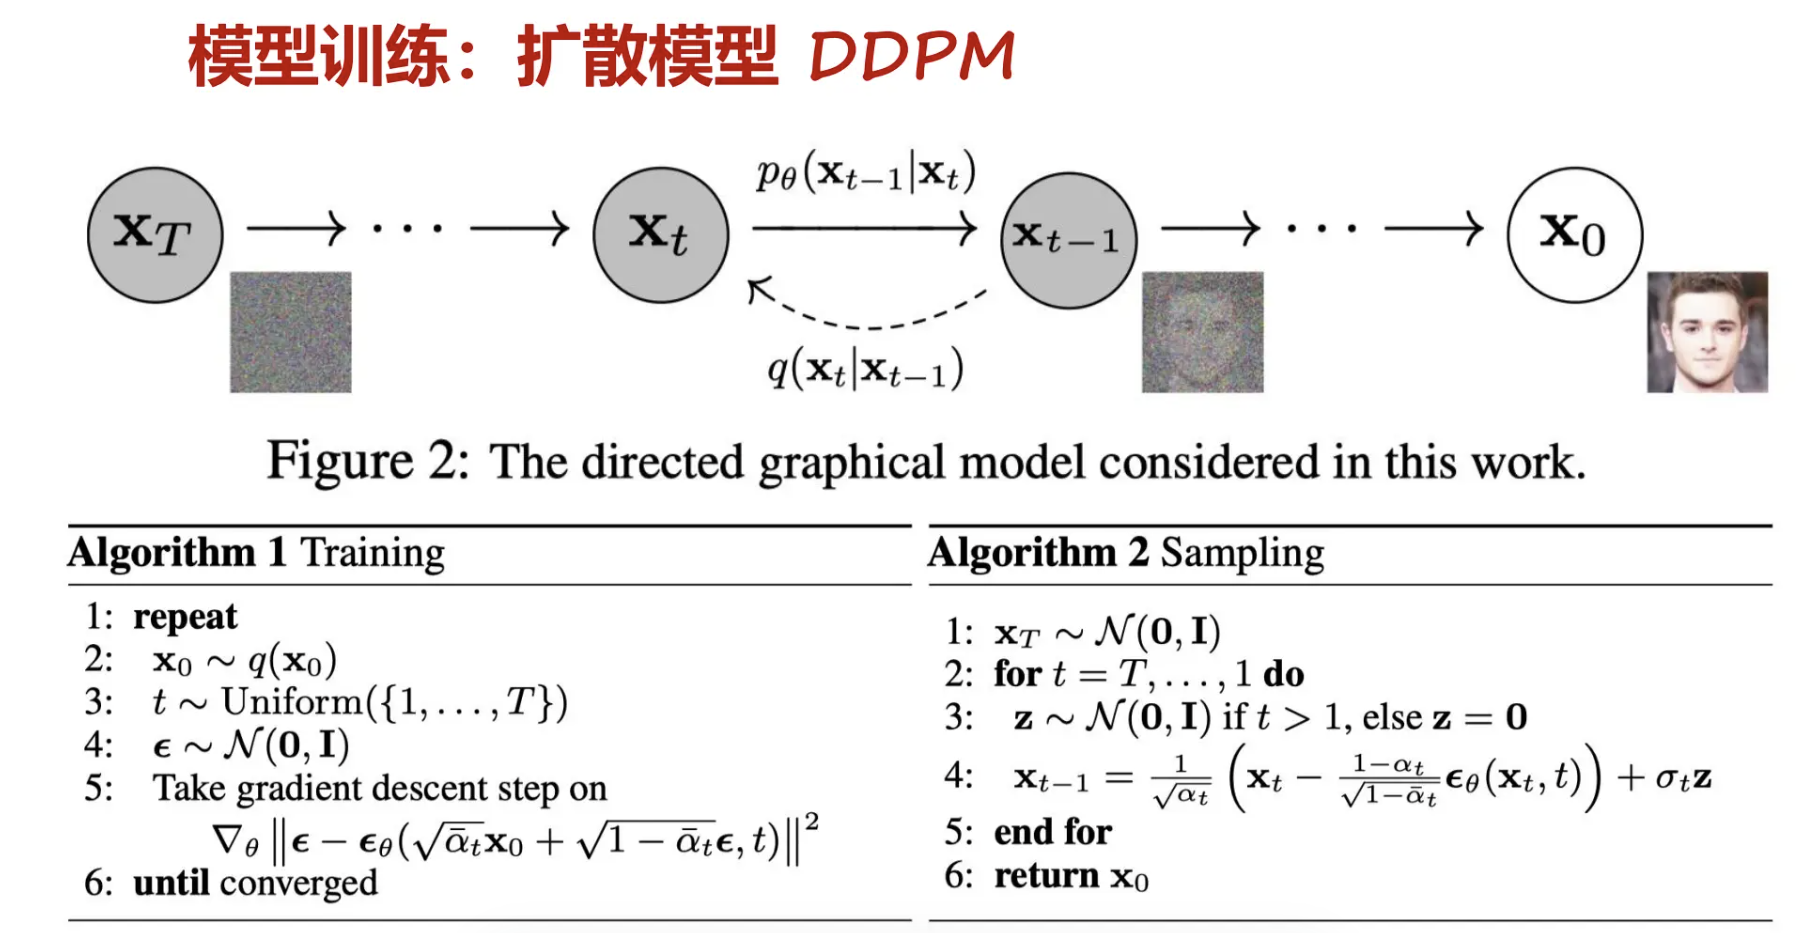 模型训练：扩散模型 DDPM
x_T → ··· → x_t → x_{t−1} → ··· → x_0
p_θ(x_{t−1}|x_t)
q(x_t|x_{t−1})
Figure 2: The directed graphical model considered in this work.
Algorithm 1 Training
1: repeat
2: x_0 ∼ q(x_0)
3: t ∼ Uniform({1, . . . , T})
4: ϵ ∼ N(0, I)
5: Take gradient descent step on
∇_θ ‖ϵ − ϵ_θ(√ᾱ_t x_0 + √(1 − ᾱ_t) ϵ, t)‖²
6: until converged
Algorithm 2 Sampling
1: x_T ∼ N(0, I)
2: for t = T, . . . , 1 do
3: z ∼ N(0, I) if t > 1, else z = 0
4: x_{t−1} = 1/√α_t (x_t − (1−α_t)/√(1−ᾱ_t) ϵ_θ(x_t, t)) + σ_t z
5: end for
6: return x_0